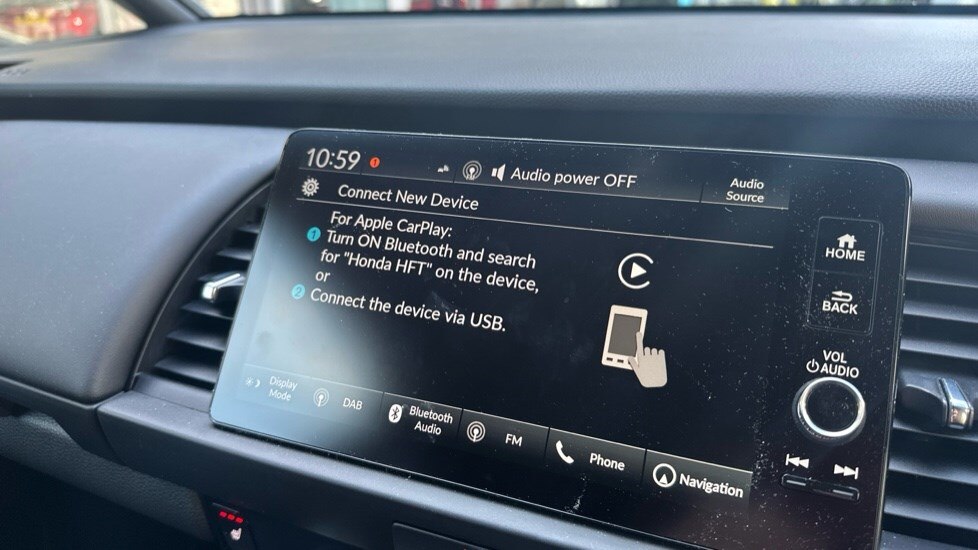 10:59
1
Audio power OFF
Audio
Source
Connect New Device
For Apple CarPlay:
1 Turn ON Bluetooth and search
for "Honda HFT" on the device,
or
2 Connect the device via USB.
HOME
BACK
VOL
AUDIO
Display
Mode
DAB
Bluetooth
Audio
FM
Phone
Navigation